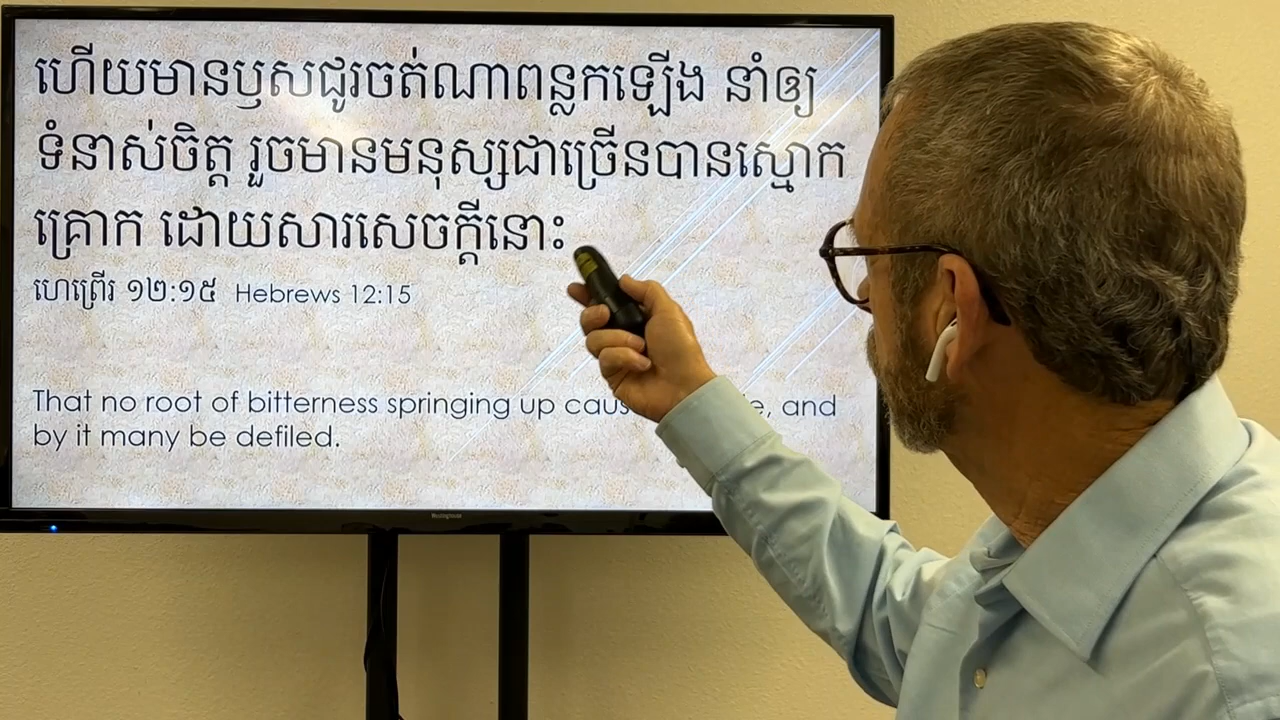 ហើយមានឫសជូរចត់ណាពន្លកឡើង នាំឲ្យ
ទំនាស់ចិត្ត រួចមានមនុស្សជាច្រើនបានស្មោក
គ្រោក ដោយសារសេចក្តីនោះ
ហេព្រើរ ១២:១៥ Hebrews 12:15
That no root of bitterness springing up and
by it many be defiled.
Westinghouse